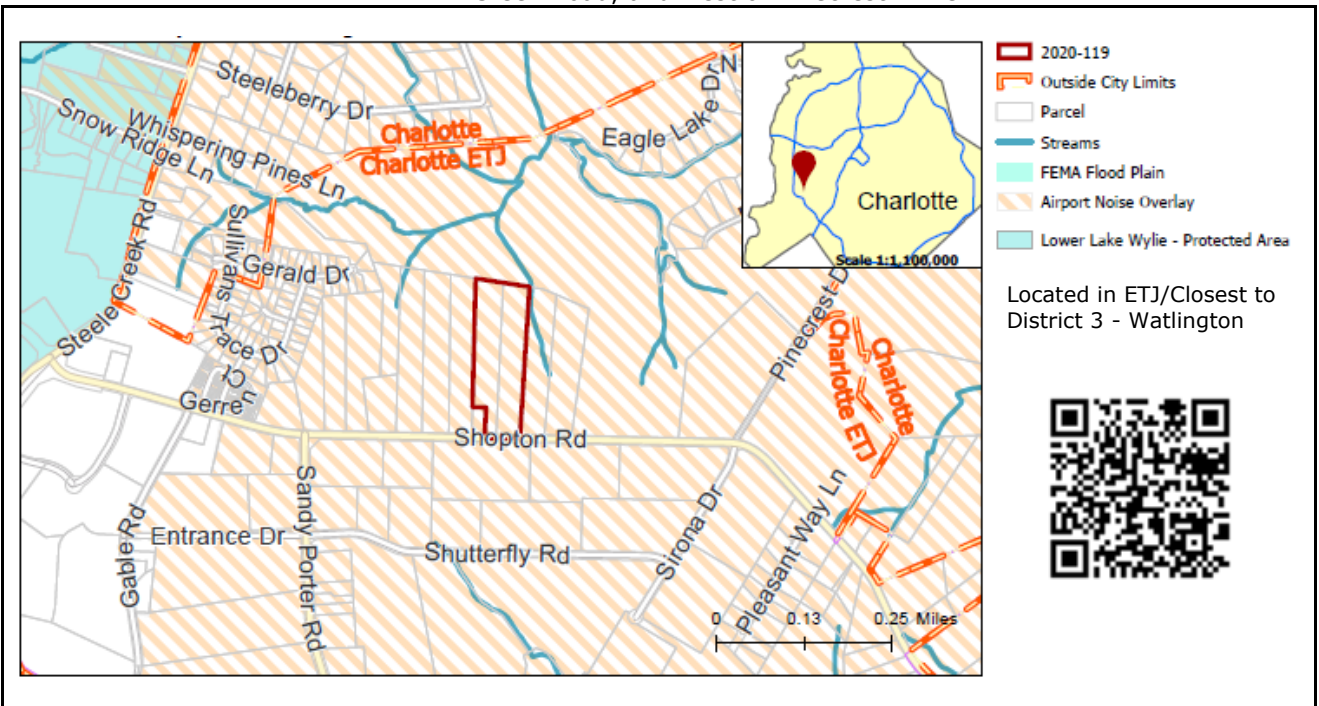 Steeleberry Dr
Snow Ridge Ln
Whispering Pines Ln
Charlotte
Charlotte ETJ
Eagle Lake Dr
N
Charlotte
Scale 1:1,100,000
Steele Creek Rd
Sullivans Trace Dr
Gerald Dr
Gerren
Ct
Shopton Rd
Pinecrest D
Charlotte
Charlotte ETJ
Gable Rd
Entrance Dr
Sandy Porter Rd
Shutterfly Rd
Sirona Dr
Pleasant Way Ln
0 0.13 0.25 Miles
2020-119
Outside City Limits
Parcel
Streams
FEMA Flood Plain
Airport Noise Overlay
Lower Lake Wylie - Protected Area
Located in ETJ/Closest to
District 3 - Watlington